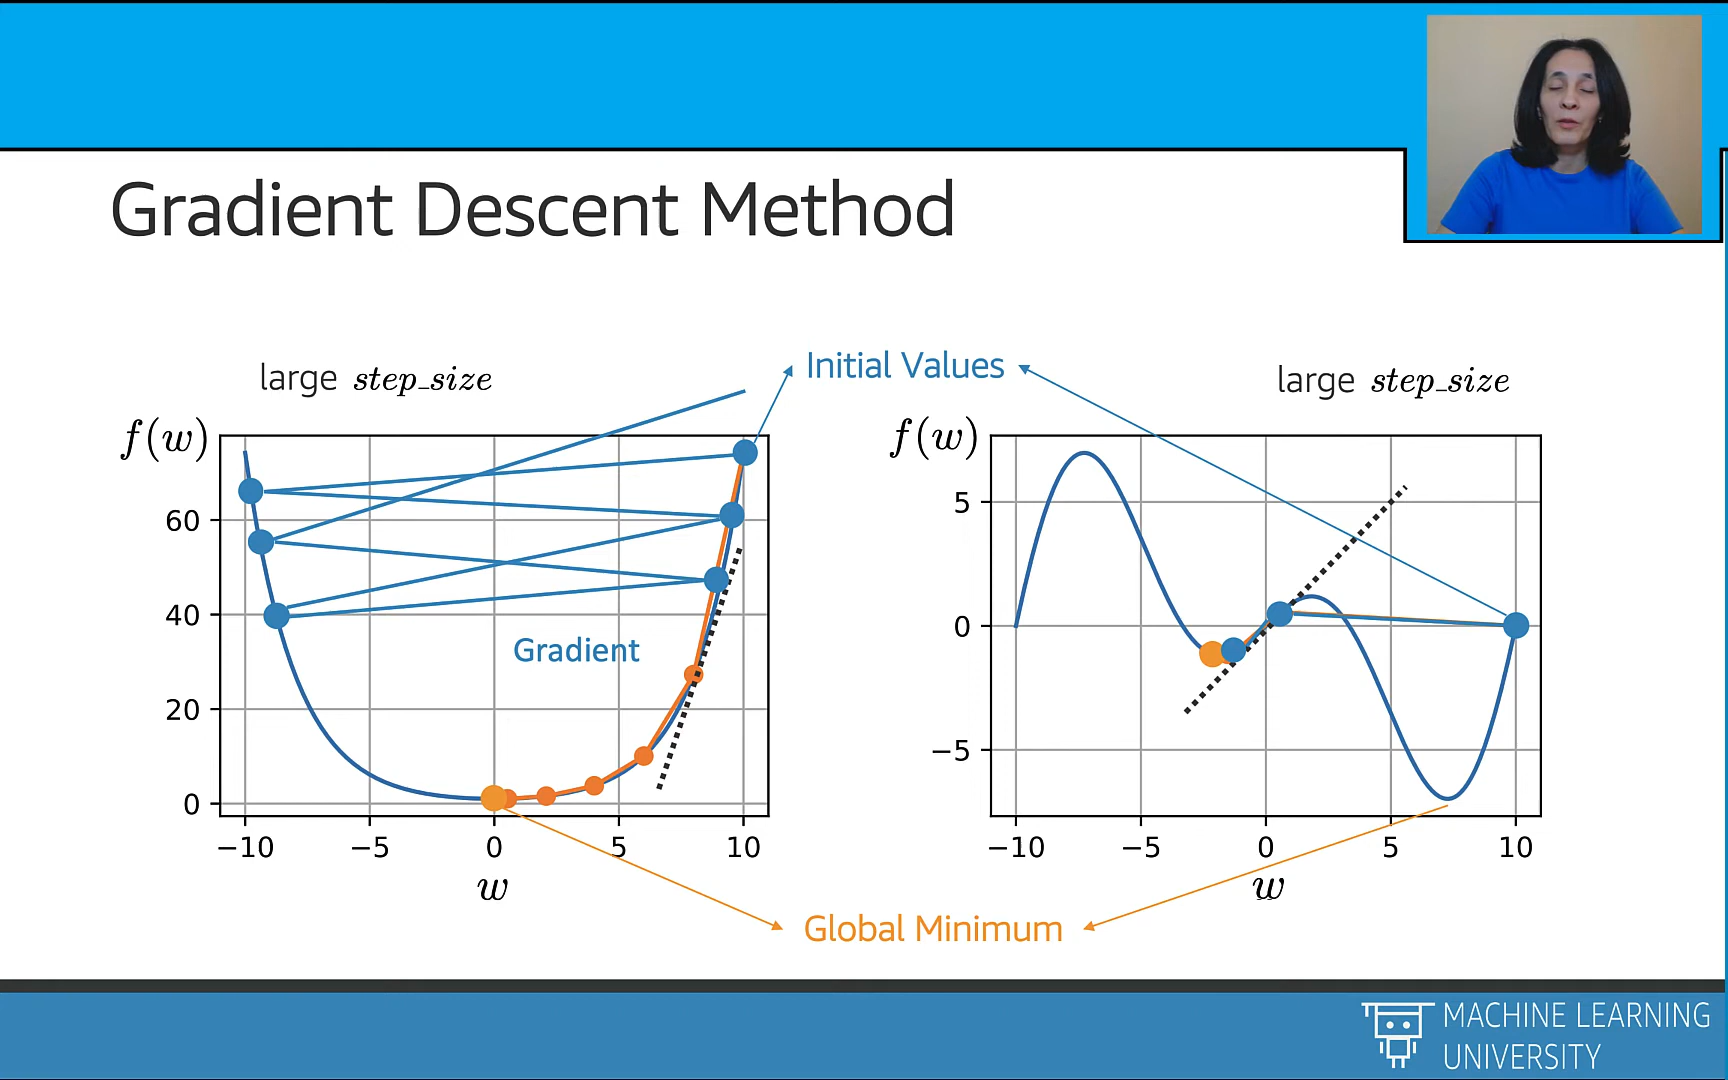 Gradient Descent Method
large step_size
Initial Values
large step_size
f(w)
60
40
20
0
Gradient
−10
−5
0
5
10
w
f(w)
5
0
−5
−10
−5
0
5
10
w
Global Minimum
MACHINE LEARNING
UNIVERSITY